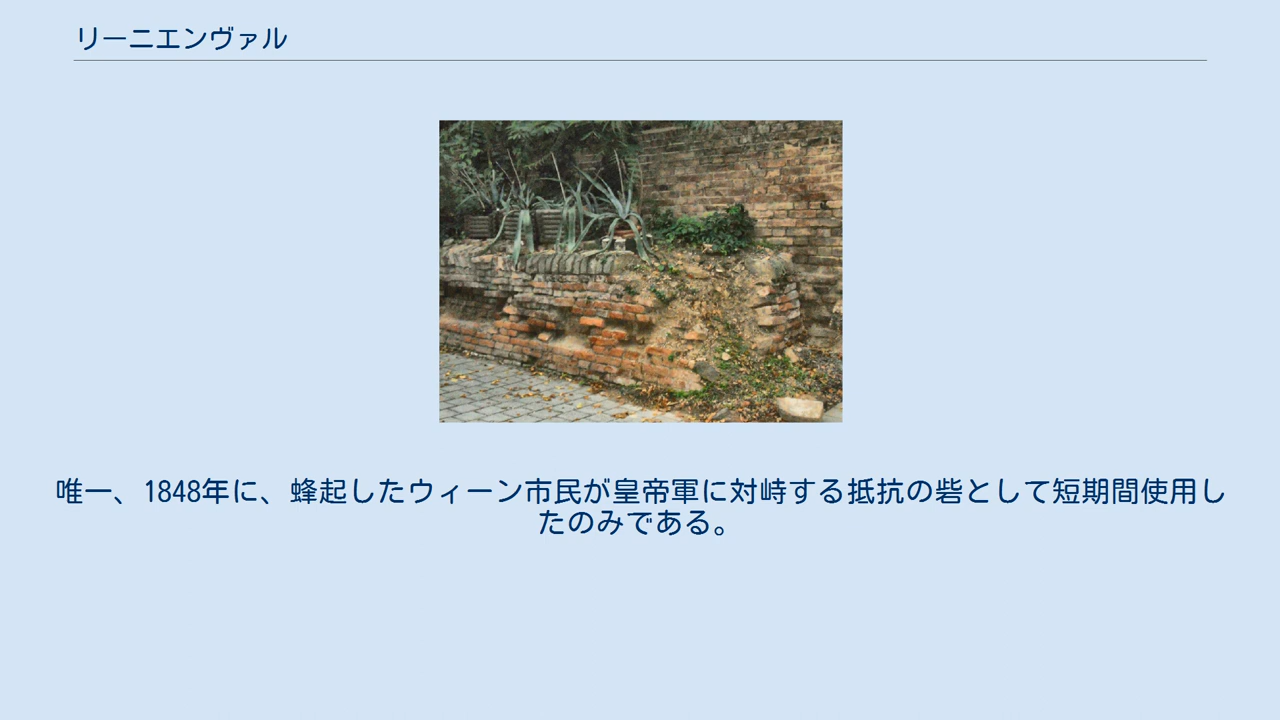 リーニエンヴァル
唯一、1848年に、蜂起したウィーン市民が皇帝軍に対峙する抵抗の砦として短期間使用し
たのみである。